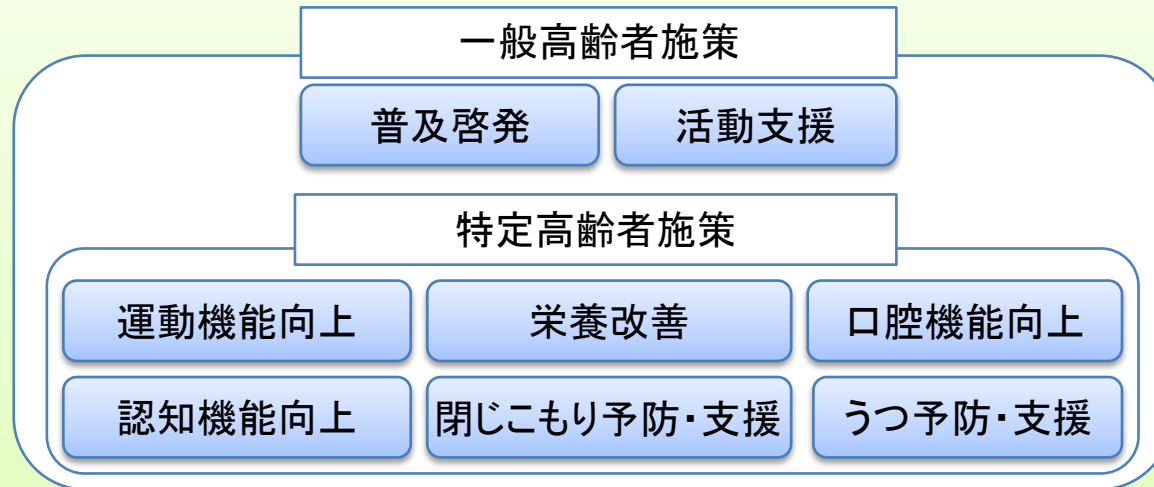 一般高齢者施策
普及啓発
活動支援
特定高齢者施策
運動機能向上
栄養改善
口腔機能向上
認知機能向上
閉じこもり予防・支援
うつ予防・支援